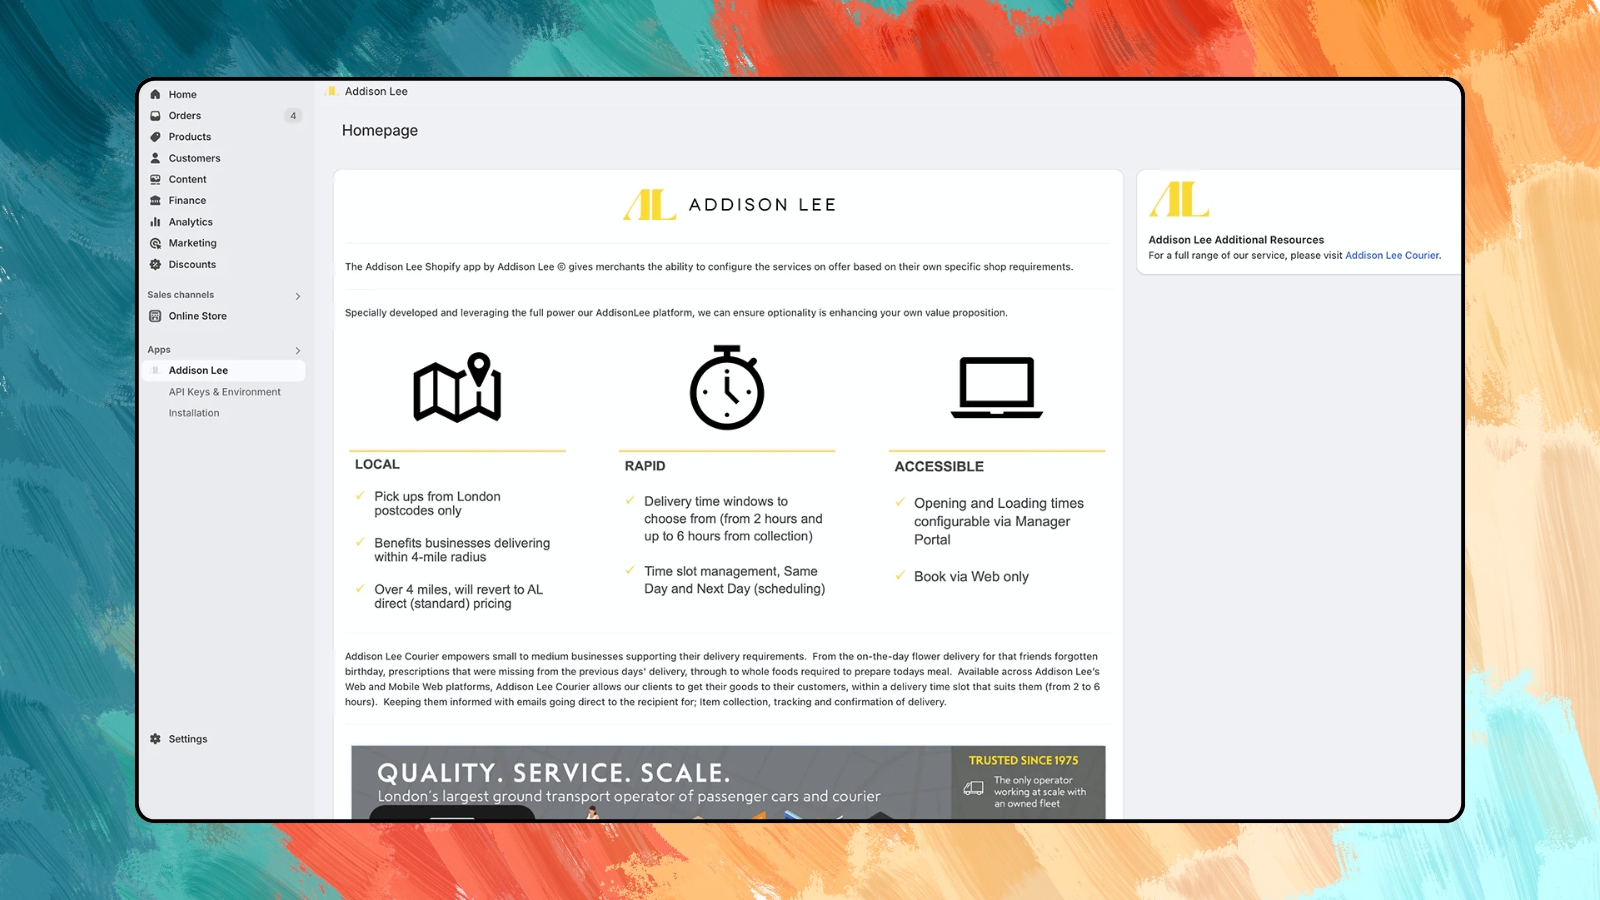 Home
Orders 4
Products
Customers
Content
Finance
Analytics
Marketing
Discounts
Sales channels
Online Store
Apps
Addison Lee
API Keys & Environment
Installation
Settings
Addison Lee
Homepage
AL ADDISON LEE
The Addison Lee Shopify app by Addison Lee © gives merchants the ability to configure the services on offer based on their own specific shop requirements.
Specially developed and leveraging the full power our AddisonLee platform, we can ensure optionality is enhancing your own value proposition.
LOCAL
Pick ups from London
postcodes only
Benefits businesses delivering
within 4-mile radius
Over 4 miles, will revert to AL
direct (standard) pricing
RAPID
Delivery time windows to
choose from (from 2 hours and
up to 6 hours from collection)
Time slot management, Same
Day and Next Day (scheduling)
ACCESSIBLE
Opening and Loading times
configurable via Manager
Portal
Book via Web only
Addison Lee Courier empowers small to medium businesses supporting their delivery requirements. From the on-the-day flower delivery for that friends forgotten
birthday, prescriptions that were missing from the previous days' delivery, through to whole foods required to prepare todays meal. Available across Addison Lee's
Web and Mobile Web platforms, Addison Lee Courier allows our clients to get their goods to their customers, within a delivery time slot that suits them (from 2 to 6
hours). Keeping them informed with emails going direct to the recipient for; Item collection, tracking and confirmation of delivery.
QUALITY. SERVICE. SCALE.
London's largest ground transport operator of passenger cars and courier
TRUSTED SINCE 1975
The only operator
working at scale with
an owned fleet
AL
Addison Lee Additional Resources
For a full range of our service, please visit Addison Lee Courier.